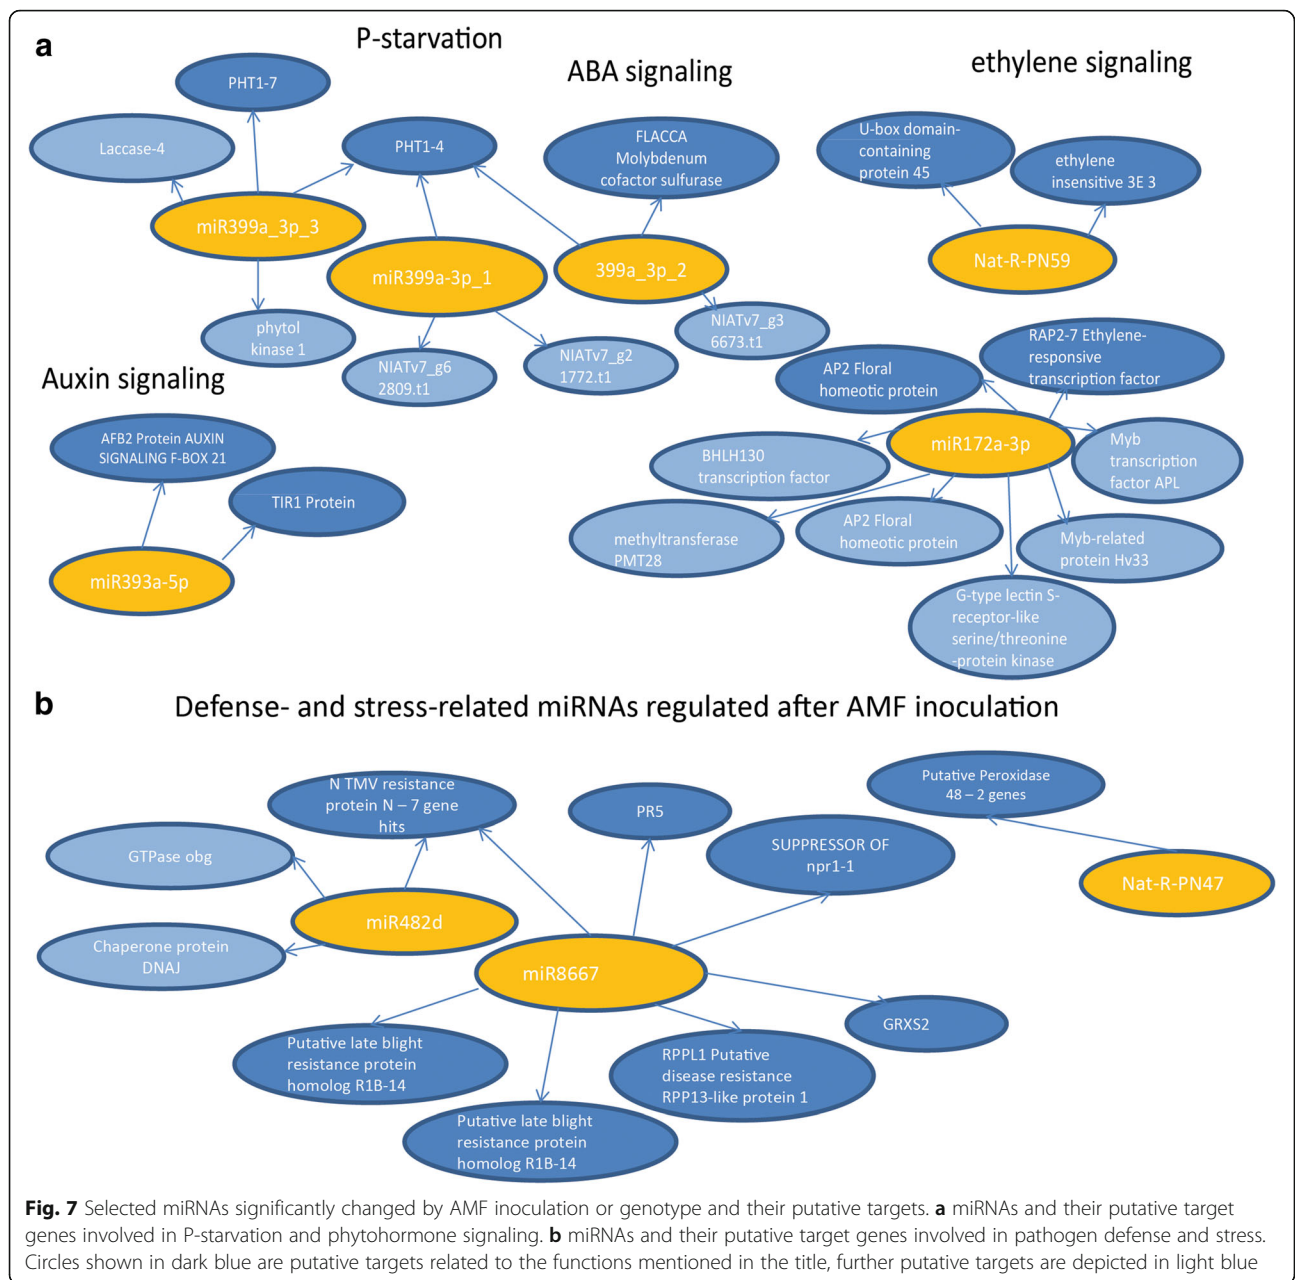 a
P-starvation
ABA signaling
ethylene signaling
PHT1-7
Laccase-4
PHT1-4
FLACCA
Molybdenum
cofactor sulfurase
U-box domain-
containing
protein 45
ethylene
insensitive 3E 3
miR399a_3p_3
miR399a-3p_1
399a_3p_2
Nat-R-PN59
phytol
kinase 1
NIATv7_g6
2809.t1
NIATv7_g2
1772.t1
NIATv7_g3
6673.t1
AP2 Floral
homeotic protein
RAP2-7 Ethylene-
responsive
transcription factor
Auxin signaling
AFB2 Protein AUXIN
SIGNALING F-BOX 21
TIR1 Protein
miR393a-5p
miR172a-3p
BHLH130
transcription factor
Myb
transcription
factor APL
methyltransferase
PMT28
AP2 Floral
homeotic protein
Myb-related
protein Hv33
G-type lectin S-
receptor-like
serine/threonine
-protein kinase
b
Defense- and stress-related miRNAs regulated after AMF inoculation
N TMV resistance
protein N – 7 gene
hits
PR5
Putative Peroxidase
48 – 2 genes
GTPase obg
SUPPRESSOR OF
npr1-1
Nat-R-PN47
miR482d
Chaperone protein
DNAJ
miR8667
GRXS2
Putative late blight
resistance protein
homolog R1B-14
RPPL1 Putative
disease resistance
RPP13-like protein 1
Putative late blight
resistance protein
homolog R1B-14
Fig. 7 Selected miRNAs significantly changed by AMF inoculation or genotype and their putative targets. a miRNAs and their putative target
genes involved in P-starvation and phytohormone signaling. b miRNAs and their putative target genes involved in pathogen defense and stress.
Circles shown in dark blue are putative targets related to the functions mentioned in the title, further putative targets are depicted in light blue